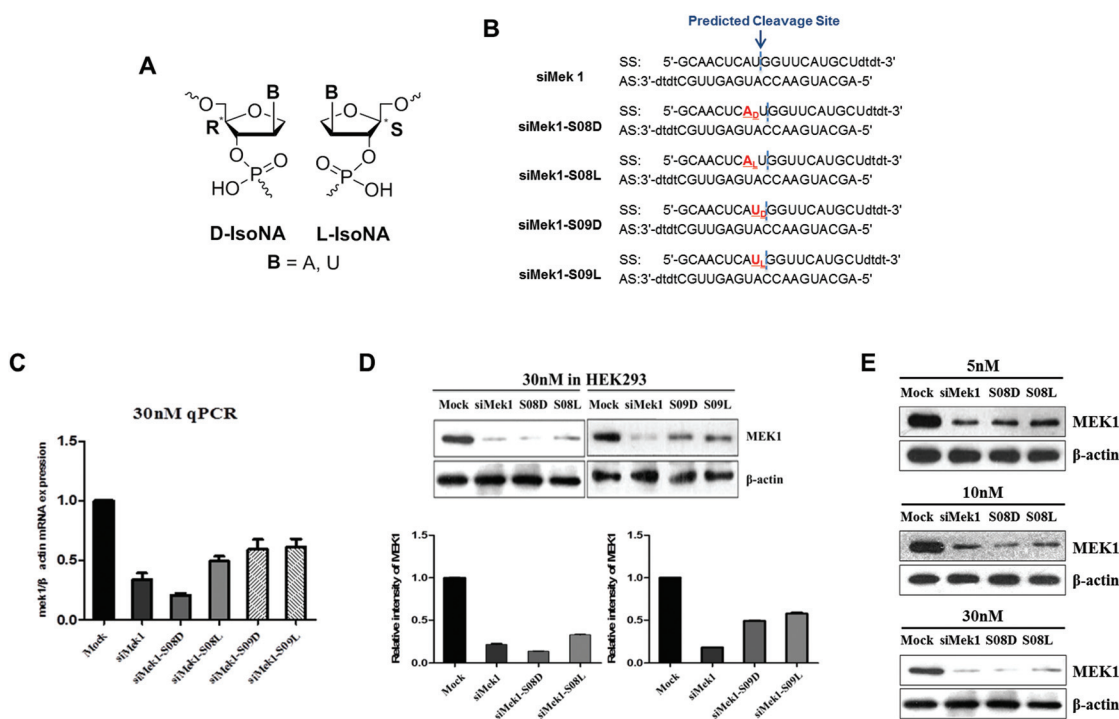 A
B
B
O
O
O
O
R
*
*
S
O
O
P
O
O
P
HO
OH
D-IsoNA L-IsoNA
B = A, U
B
Predicted Cleavage Site
siMek 1
SS: 5'-GCAACUCAUGGUUCAUGCUdtdt-3'
AS:3'-dtdtCGUUGAGUACCAAGUACGA-5'
siMek1-S08D
SS: 5'-GCAACUCADUGGUUCAUGCUdtdt-3'
AS:3'-dtdtCGUUGAGUACCAAGUACGA-5'
siMek1-S08L
SS: 5'-GCAACUCALUGGUUCAUGCUdtdt-3'
AS:3'-dtdtCGUUGAGUACCAAGUACGA-5'
siMek1-S09D
SS: 5'-GCAACUCAUDGGUUCAUGCUdtdt-3'
AS:3'-dtdtCGUUGAGUACCAAGUACGA-5'
siMek1-S09L
SS: 5'-GCAACUCAULGGUUCAUGCUdtdt-3'
AS:3'-dtdtCGUUGAGUACCAAGUACGA-5'
C
30nM qPCR
mek1/β actin mRNA expression
1.5
1.0
0.5
0.0
Mock
siMek1
siMek1-S08D
siMek1-S08L
siMek1-S09D
siMek1-S09L
D
30nM in HEK293
Mock siMek1 S08D S08L Mock siMek1 S09D S09L
MEK1
β-actin
Relative intensity of MEK1
1.5
1.0
0.5
0.0
Mock
siMek1
siMek1-S08D
siMek1-S08L
Relative intensity of MEK1
1.5
1.0
0.5
0.0
Mock
siMek1
siMek1-S09D
siMek1-S09L
E
5nM
Mock siMek1 S08D S08L
MEK1
β-actin
10nM
Mock siMek1 S08D S08L
MEK1
β-actin
30nM
Mock siMek1 S08D S08L
MEK1
β-actin